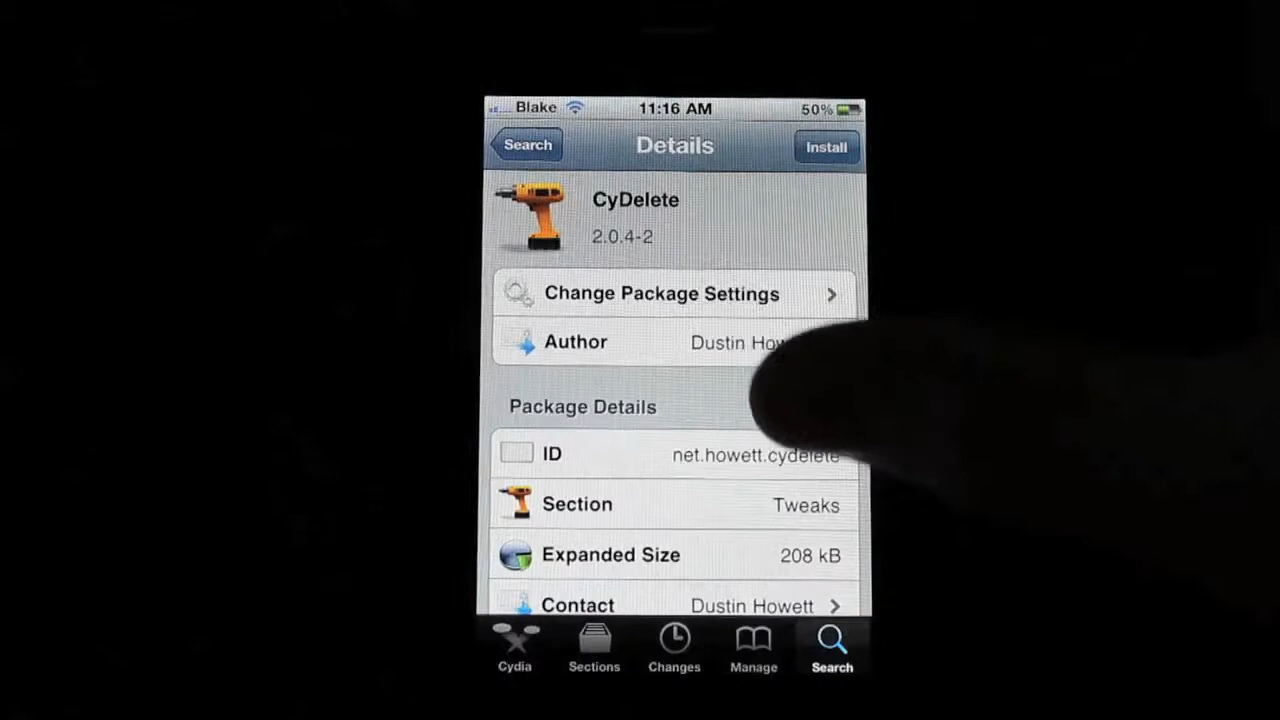 Blake 11:16 AM 50%
Search Details Install
CyDelete
2.0.4-2
Change Package Settings
Author Dustin
Package Details
ID net.howett.cydelete
Section Tweaks
Expanded Size 208 kB
Contact Dustin Howett
Cydia Sections Changes Manage Search